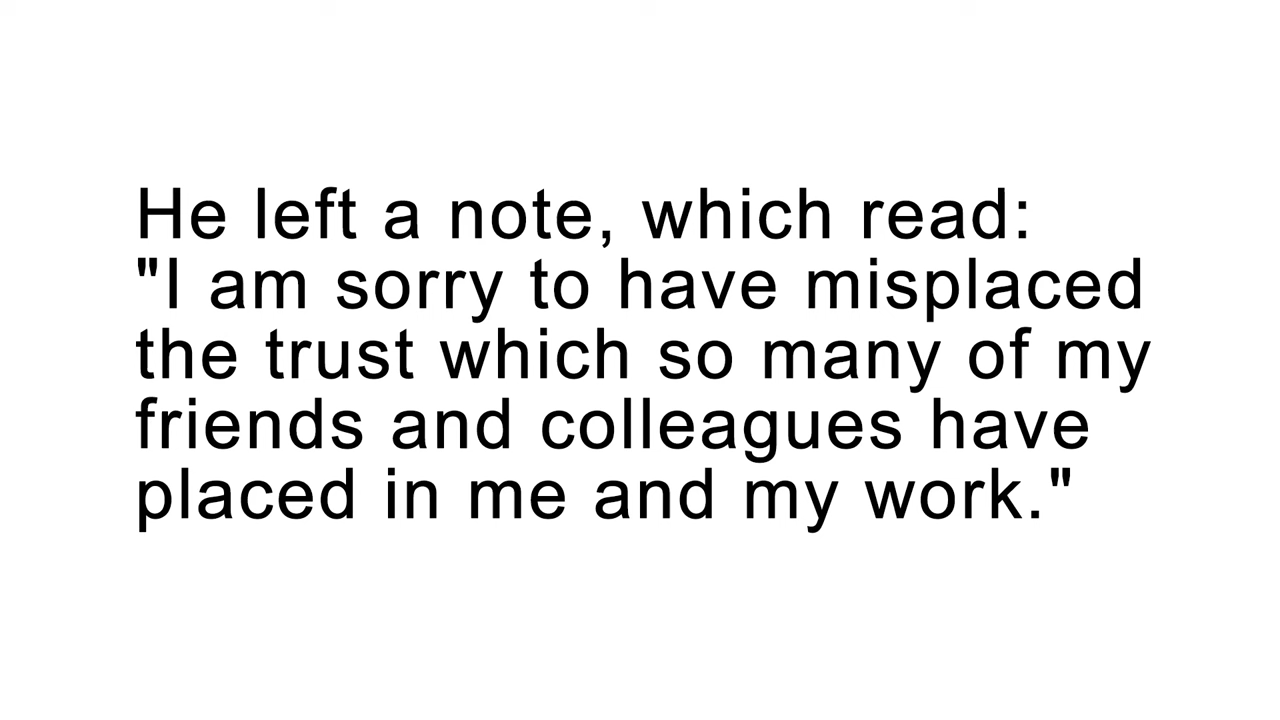 He left a note, which read:
"I am sorry to have misplaced
the trust which so many of my
friends and colleagues have
placed in me and my work."